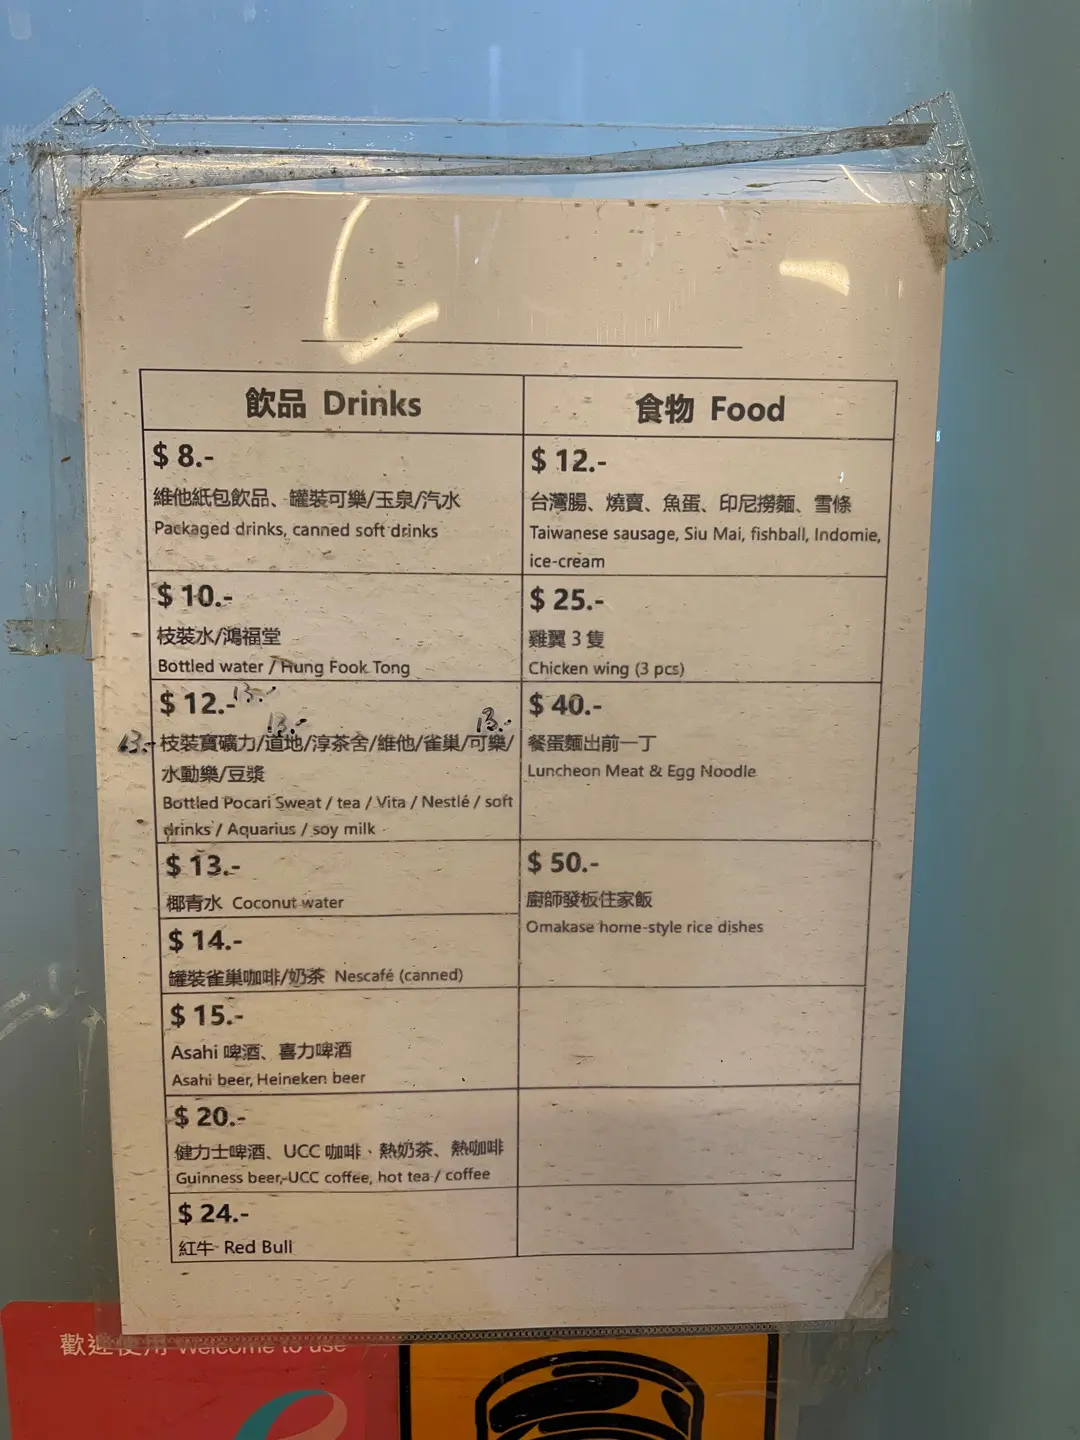 飲品 Drinks
$ 8.-
維他紙包飲品、罐裝可樂/玉泉/汽水
Packaged drinks, canned soft drinks
$ 10.-
枝裝水/鴻福堂
Bottled water / Hung Fook Tong
$ 12.- 13.-
13.- 13.-
13.- 枝裝寶礦力/道地/淳茶舍/維他/雀巢/可樂/
水動樂/豆漿
Bottled Pocari Sweat / tea / Vita / Nestlé / soft
drinks / Aquarius / soy milk
$ 13.-
椰青水 Coconut water
$ 14.-
罐裝雀巢咖啡/奶茶 Nescafé (canned)
$ 15.-
Asahi 啤酒、喜力啤酒
Asahi beer, Heineken beer
$ 20.-
健力士啤酒、UCC 咖啡、熱奶茶、熱咖啡
Guinness beer, UCC coffee, hot tea / coffee
$ 24.-
紅牛 Red Bull
食物 Food
$ 12.-
台灣腸、燒賣、魚蛋、印尼撈麵、雪條
Taiwanese sausage, Siu Mai, fishball, Indomie,
ice-cream
$ 25.-
雞翼 3 隻
Chicken wing (3 pcs)
$ 40.-
餐蛋麵出前一丁
Luncheon Meat & Egg Noodle
$ 50.-
廚師發板住家飯
Omakase home-style rice dishes
歡迎使用 Welcome to use